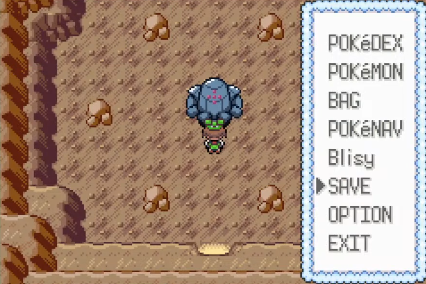 POKéDEX
POKéMON
BAG
POKéNAV
Blisy
SAVE
OPTION
EXIT